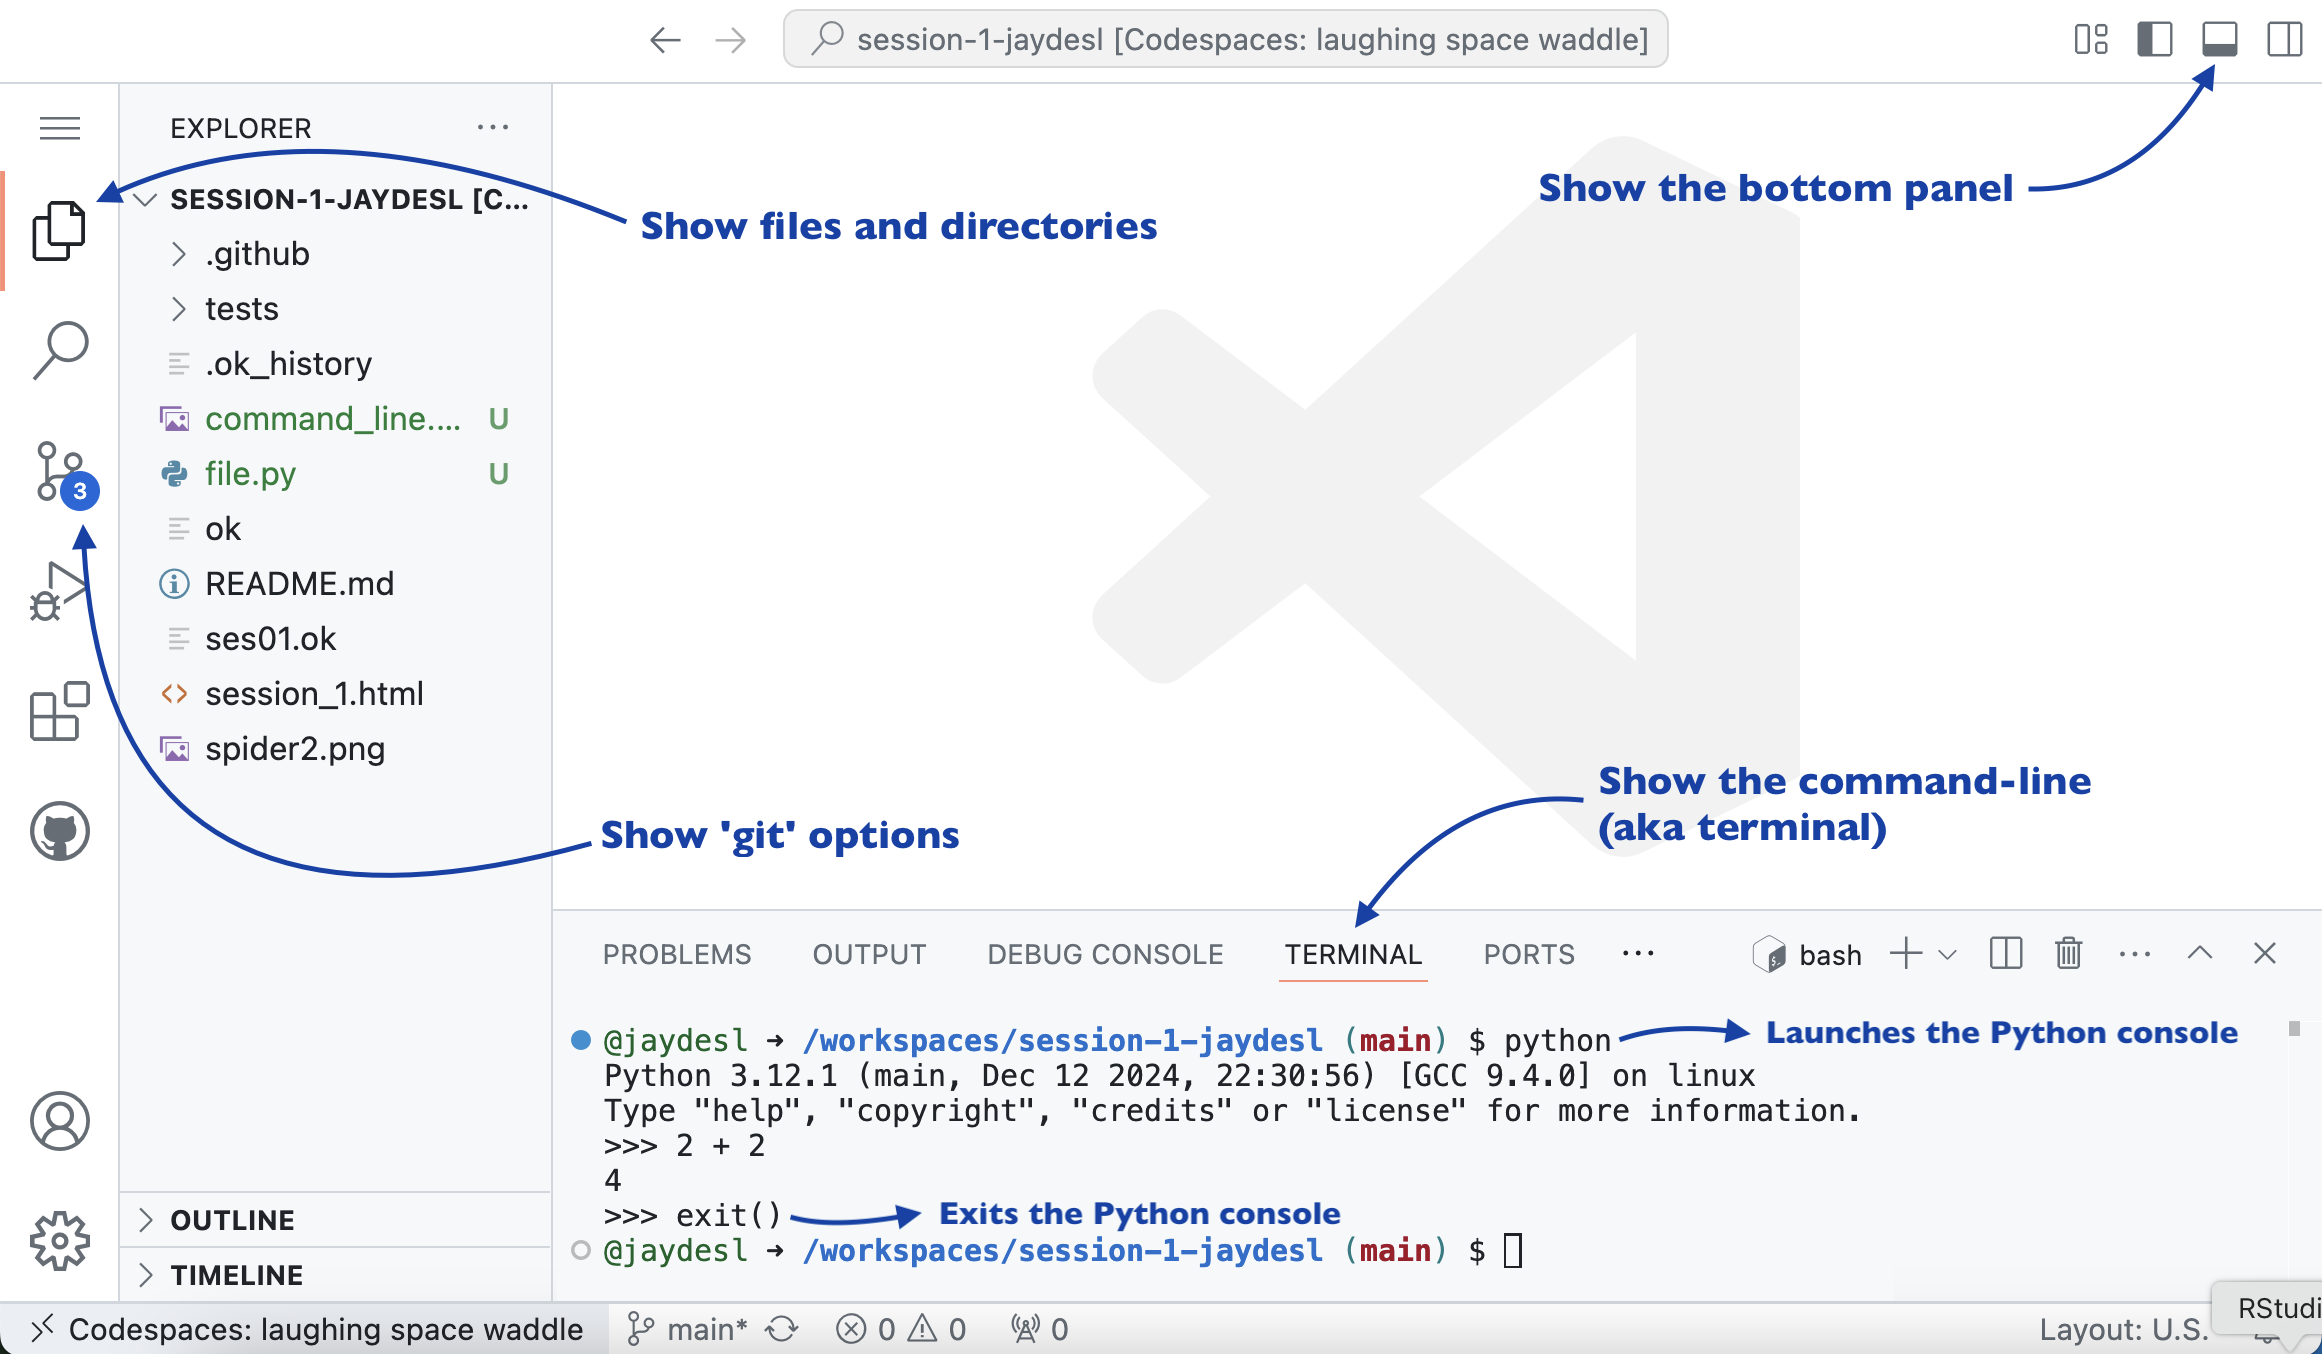 session-1-jaydesl [Codespaces: laughing space waddle]
EXPLORER
SESSION-1-JAYDESL [C...
.github
tests
.ok_history
command_line.... U
file.py U
ok
README.md
ses01.ok
session_1.html
spider2.png
3
OUTLINE
TIMELINE
Show files and directories
Show the bottom panel
Show 'git' options
Show the command-line
(aka terminal)
PROBLEMS OUTPUT DEBUG CONSOLE TERMINAL PORTS ... bash
@jaydesl ➜ /workspaces/session-1-jaydesl (main) $ python
Launches the Python console
Python 3.12.1 (main, Dec 12 2024, 22:30:56) [GCC 9.4.0] on linux
Type "help", "copyright", "credits" or "license" for more information.
>>> 2 + 2
4
>>> exit()
Exits the Python console
@jaydesl ➜ /workspaces/session-1-jaydesl (main) $
Codespaces: laughing space waddle main* 0 0 0 Layout: U.S.
RStudi